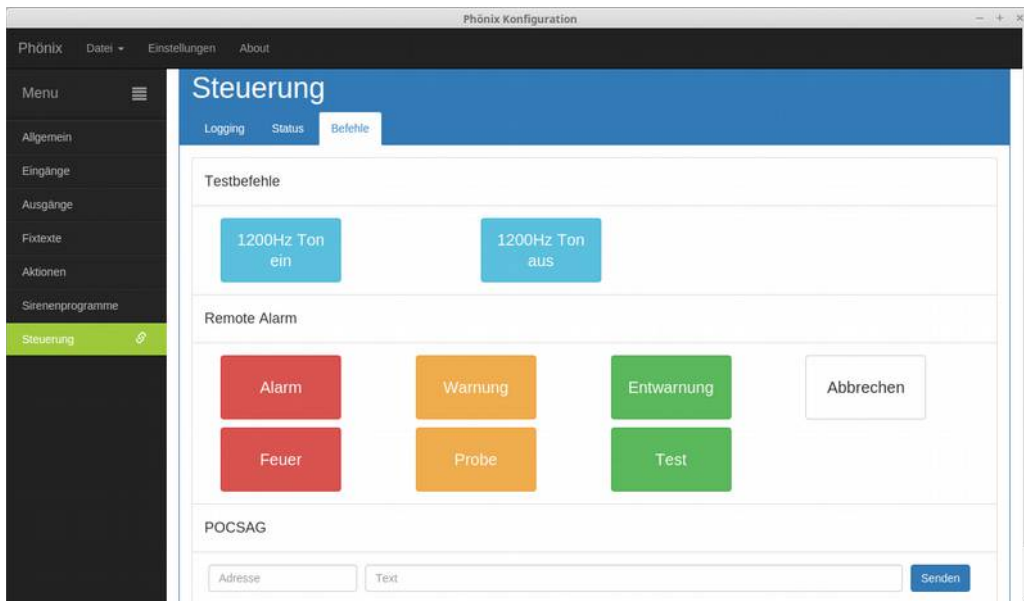 Phönix Konfiguration
Phönix Datei Einstellungen About
Menu
Allgemein
Eingänge
Ausgänge
Fixtexte
Aktionen
Sirenenprogramme
Steuerung
Steuerung
Logging Status Befehle
Testbefehle
1200Hz Ton
ein
1200Hz Ton
aus
Remote Alarm
Alarm Warnung Entwarnung Abbrechen
Feuer Probe Test
POCSAG
Adresse Text Senden